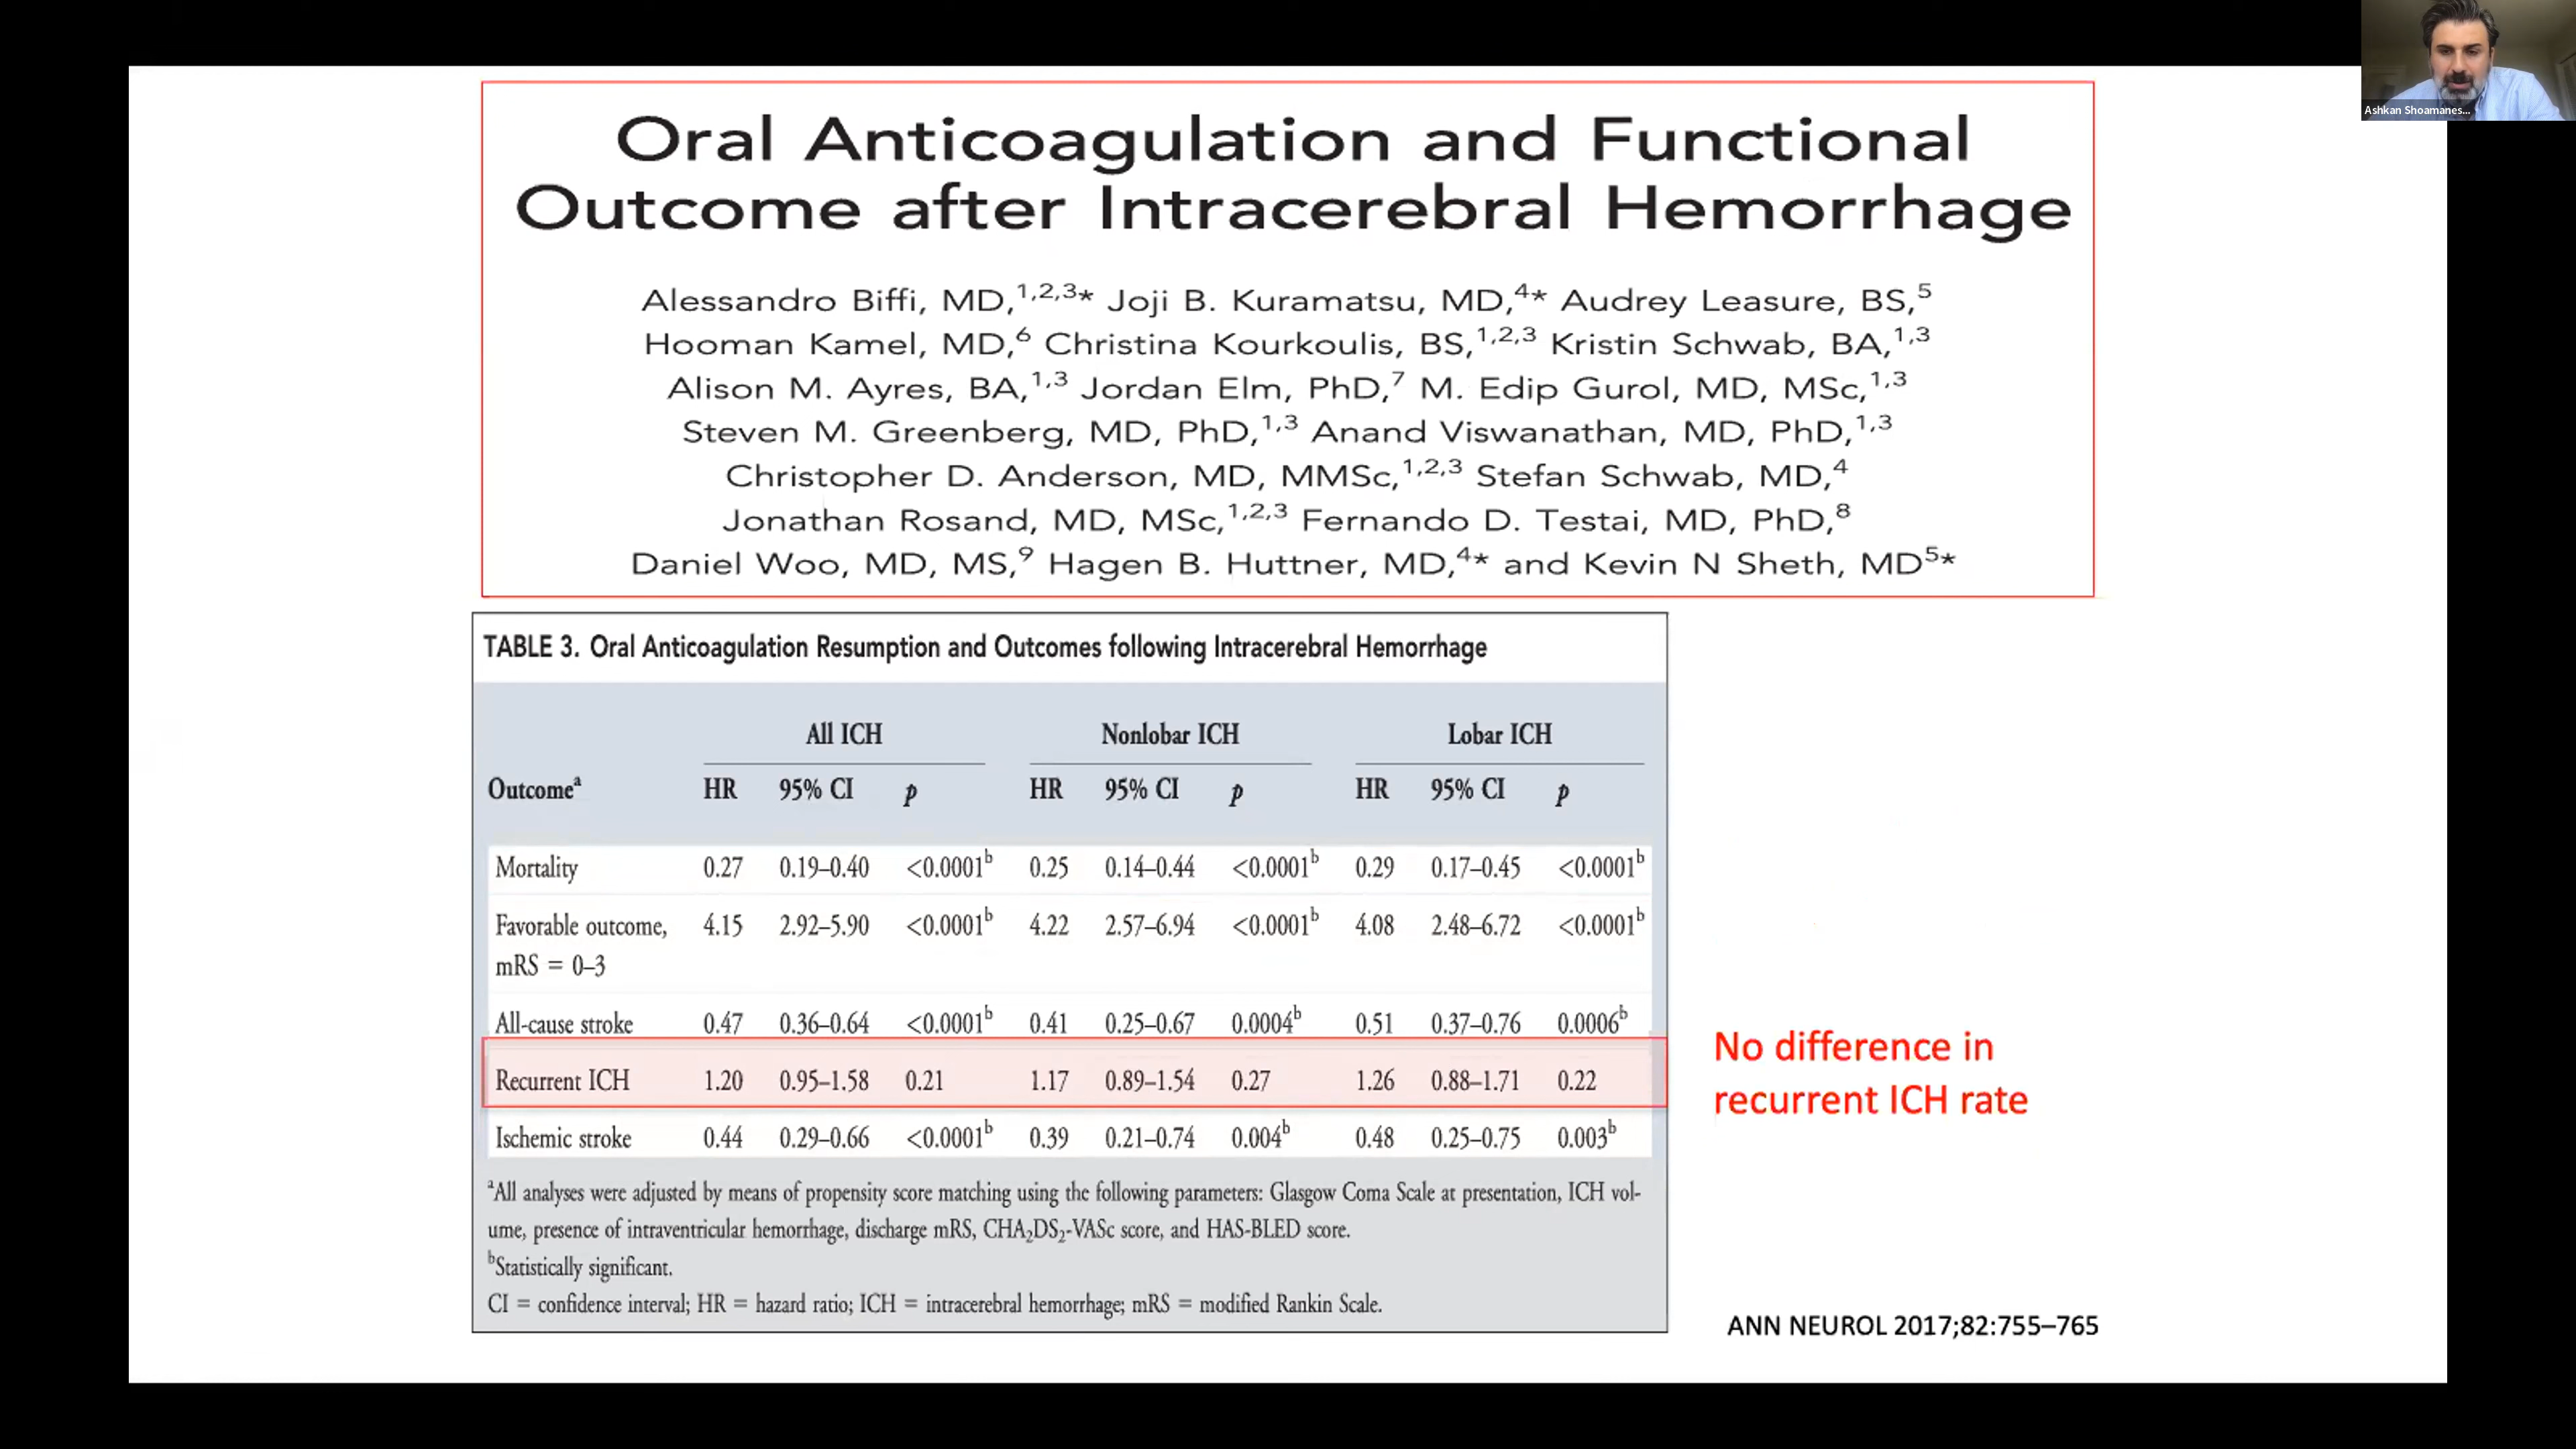 Ashkan Shoamanes...
Oral Anticoagulation and Functional
Outcome after Intracerebral Hemorrhage
Alessandro Biffi, MD,1,2,3* Joji B. Kuramatsu, MD,4* Audrey Leasure, BS,5
Hooman Kamel, MD,6 Christina Kourkoulis, BS,1,2,3 Kristin Schwab, BA,1,3
Alison M. Ayres, BA,1,3 Jordan Elm, PhD,7 M. Edip Gurol, MD, MSc,1,3
Steven M. Greenberg, MD, PhD,1,3 Anand Viswanathan, MD, PhD,1,3
Christopher D. Anderson, MD, MMSc,1,2,3 Stefan Schwab, MD,4
Jonathan Rosand, MD, MSc,1,2,3 Fernando D. Testai, MD, PhD,8
Daniel Woo, MD, MS,9 Hagen B. Huttner, MD,4* and Kevin N Sheth, MD5*
TABLE 3. Oral Anticoagulation Resumption and Outcomes following Intracerebral Hemorrhage
All ICH Nonlobar ICH Lobar ICH
Outcomea HR 95% CI p HR 95% CI p HR 95% CI p
Mortality 0.27 0.19–0.40 <0.0001b 0.25 0.14–0.44 <0.0001b 0.29 0.17–0.45 <0.0001b
Favorable outcome, 4.15 2.92–5.90 <0.0001b 4.22 2.57–6.94 <0.0001b 4.08 2.48–6.72 <0.0001b
mRS = 0–3
All-cause stroke 0.47 0.36–0.64 <0.0001b 0.41 0.25–0.67 0.0004b 0.51 0.37–0.76 0.0006b
Recurrent ICH 1.20 0.95–1.58 0.21 1.17 0.89–1.54 0.27 1.26 0.88–1.71 0.22
Ischemic stroke 0.44 0.29–0.66 <0.0001b 0.39 0.21–0.74 0.004b 0.48 0.25–0.75 0.003b
aAll analyses were adjusted by means of propensity score matching using the following parameters: Glasgow Coma Scale at presentation, ICH vol-
ume, presence of intraventricular hemorrhage, discharge mRS, CHA2DS2-VASc score, and HAS-BLED score.
bStatistically significant.
CI = confidence interval; HR = hazard ratio; ICH = intracerebral hemorrhage; mRS = modified Rankin Scale.
No difference in
recurrent ICH rate
ANN NEUROL 2017;82:755–765